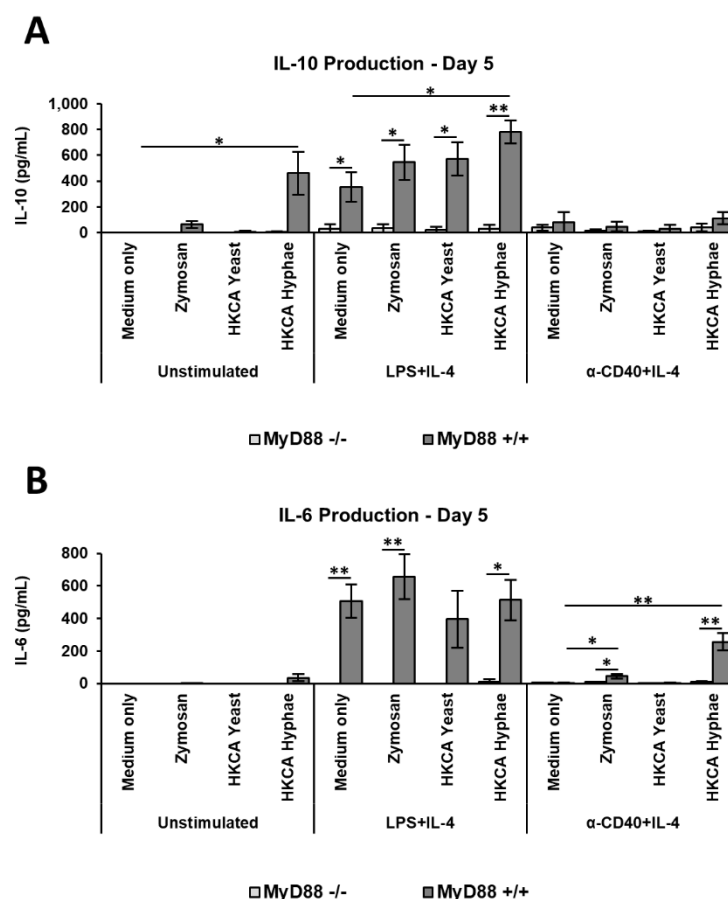 A
IL-10 Production - Day 5
IL-10 (pg/mL)
1,000
800
600
400
200
0
*
*
*
*
*
**
Medium only
Zymosan
HKCA Yeast
HKCA Hyphae
Medium only
Zymosan
HKCA Yeast
HKCA Hyphae
Medium only
Zymosan
HKCA Yeast
HKCA Hyphae
Unstimulated
LPS+IL-4
α-CD40+IL-4
MyD88 -/-
MyD88 +/+
B
IL-6 Production - Day 5
IL-6 (pg/mL)
800
600
400
200
0
**
**
*
**
*
*
**
Medium only
Zymosan
HKCA Yeast
HKCA Hyphae
Medium only
Zymosan
HKCA Yeast
HKCA Hyphae
Medium only
Zymosan
HKCA Yeast
HKCA Hyphae
Unstimulated
LPS+IL-4
α-CD40+IL-4
MyD88 -/-
MyD88 +/+